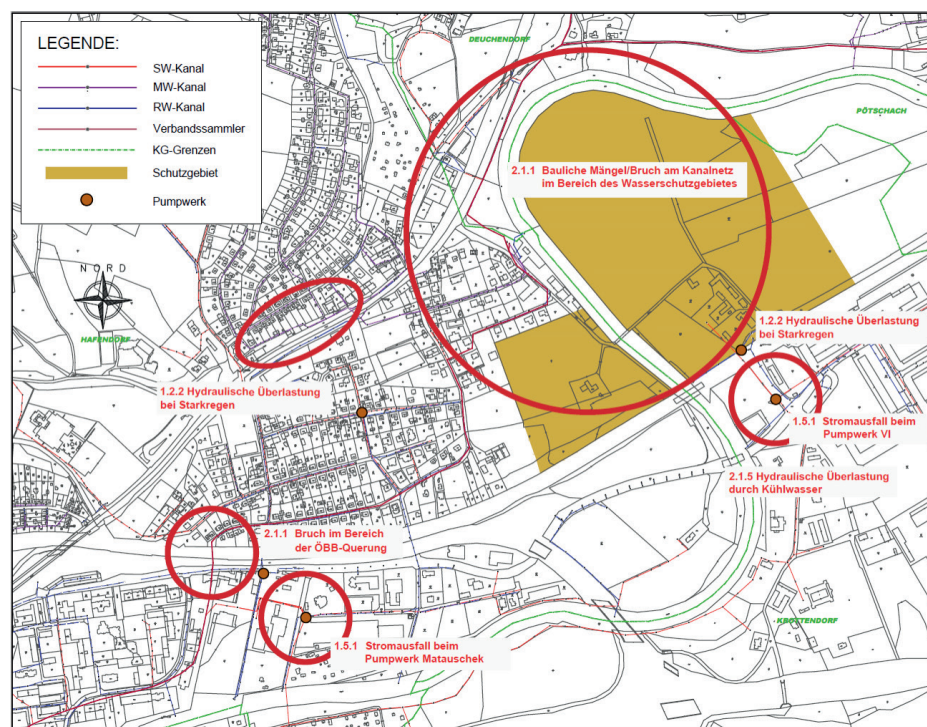 LEGENDE:
SW-Kanal
MW-Kanal
RW-Kanal
Verbandssammler
KG-Grenzen
Schutzgebiet
Pumpwerk
NORD
DEUCHENDORF
PÖTSCHACH
HAFENDORF
2.1.1 Bauliche Mängel/Bruch am Kanalnetz
im Bereich des Wasserschutzgebietes
1.2.2 Hydraulische Überlastung
bei Starkregen
1.2.2 Hydraulische Überlastung
bei Starkregen
1.5.1 Stromausfall beim
Pumpwerk VI
2.1.5 Hydraulische Überlastung
durch Kühlwasser
2.1.1 Bruch im Bereich
der ÖBB-Querung
1.5.1 Stromausfall beim
Pumpwerk Matauschek
KROTTENDORF